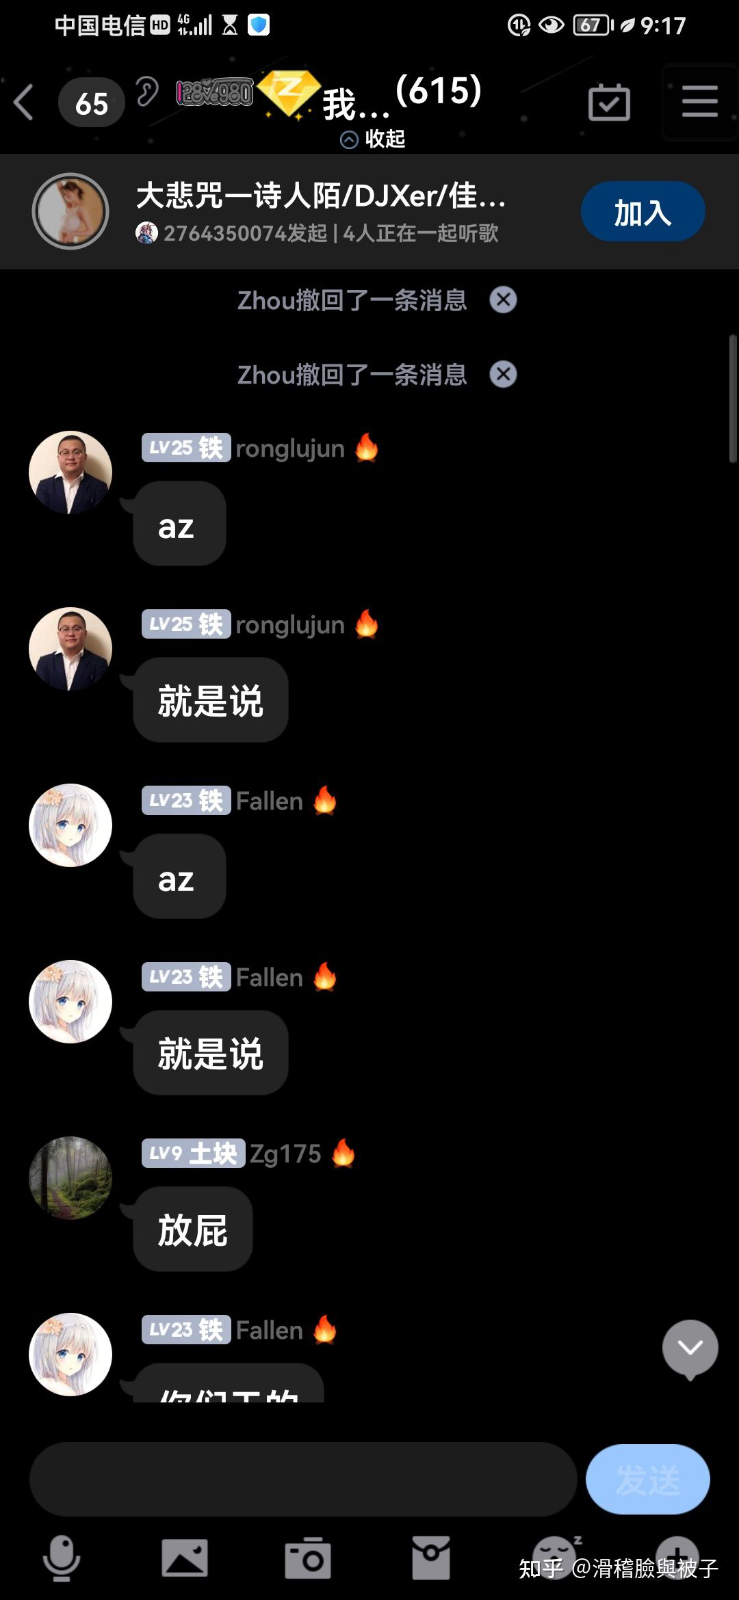 中国电信 HD 4G 67 9:17
65 我... (615)
收起
大悲咒一诗人陌/DJXer/佳...
2764350074发起 | 4人正在一起听歌
加入
Zhou撤回了一条消息
Zhou撤回了一条消息
LV25 铁 ronglujun
az
LV25 铁 ronglujun
就是说
LV23 铁 Fallen
az
LV23 铁 Fallen
就是说
LV9 土块 Zg175
放屁
LV23 铁 Fallen
发送
知乎 @滑稽臉與被子